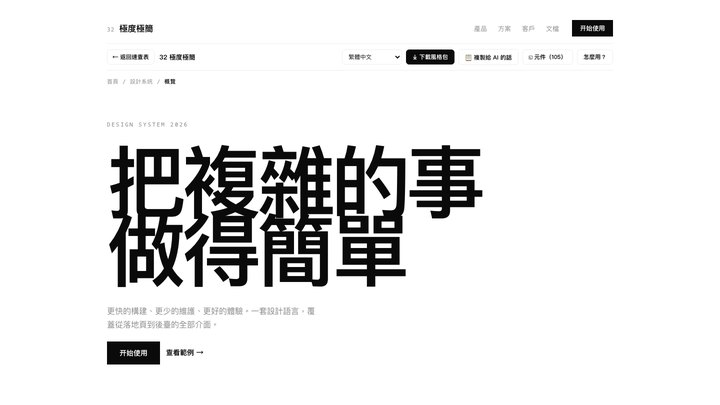 32 極度極簡
產品 方案 客戶 文檔 开始使用
← 返回速查表 32 極度極簡 繁體中文 下載風格包 複製給 AI 的話 元件（105） 怎麼用？
首頁 / 設計系統 / 概覽
DESIGN SYSTEM 2026
把複雜的事
做得簡單
更快的構建、更少的維護、更好的體驗。一套設計語言，覆
蓋從落地頁到後臺的全部介面。
开始使用 查看範例 →